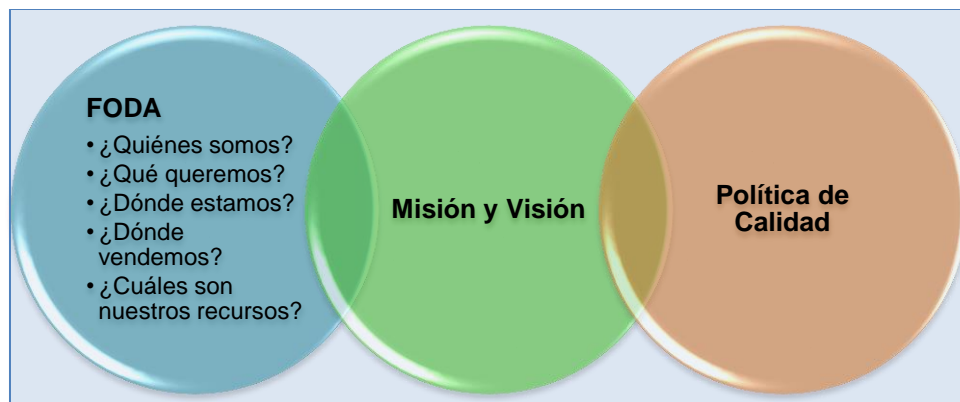 FODA
• ¿Quiénes somos?
• ¿Qué queremos?
• ¿Dónde estamos?
• ¿Dónde
vendemos?
• ¿Cuáles son
nuestros recursos?
Misión y Visión
Política de
Calidad